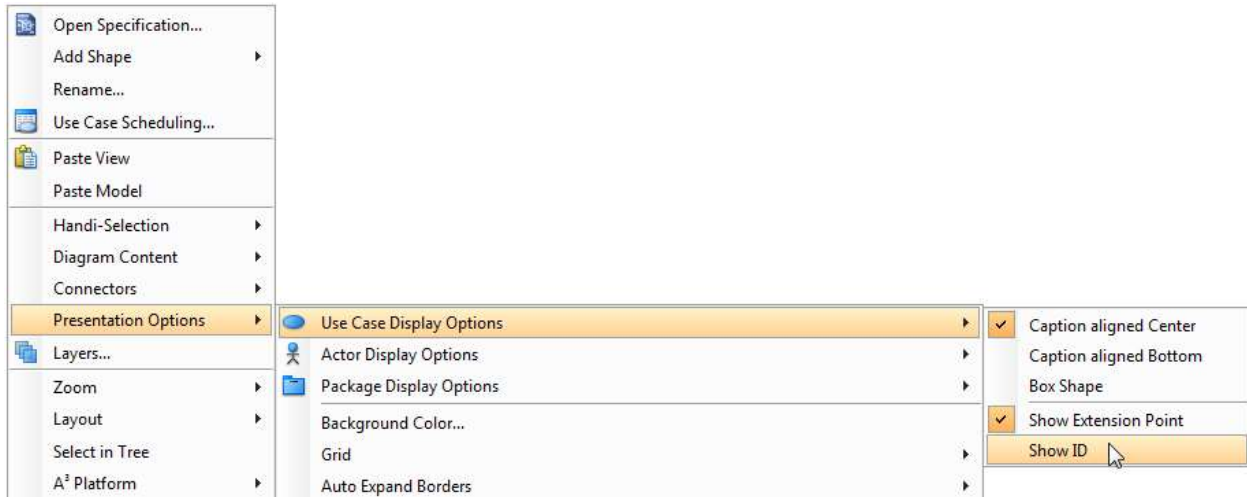 Open Specification...
Add Shape
Rename...
Use Case Scheduling...
Paste View
Paste Model
Handi-Selection
Diagram Content
Connectors
Presentation Options
Layers...
Zoom
Layout
Select in Tree
A³ Platform
Use Case Display Options
Actor Display Options
Package Display Options
Background Color...
Grid
Auto Expand Borders
Caption aligned Center
Caption aligned Bottom
Box Shape
Show Extension Point
Show ID